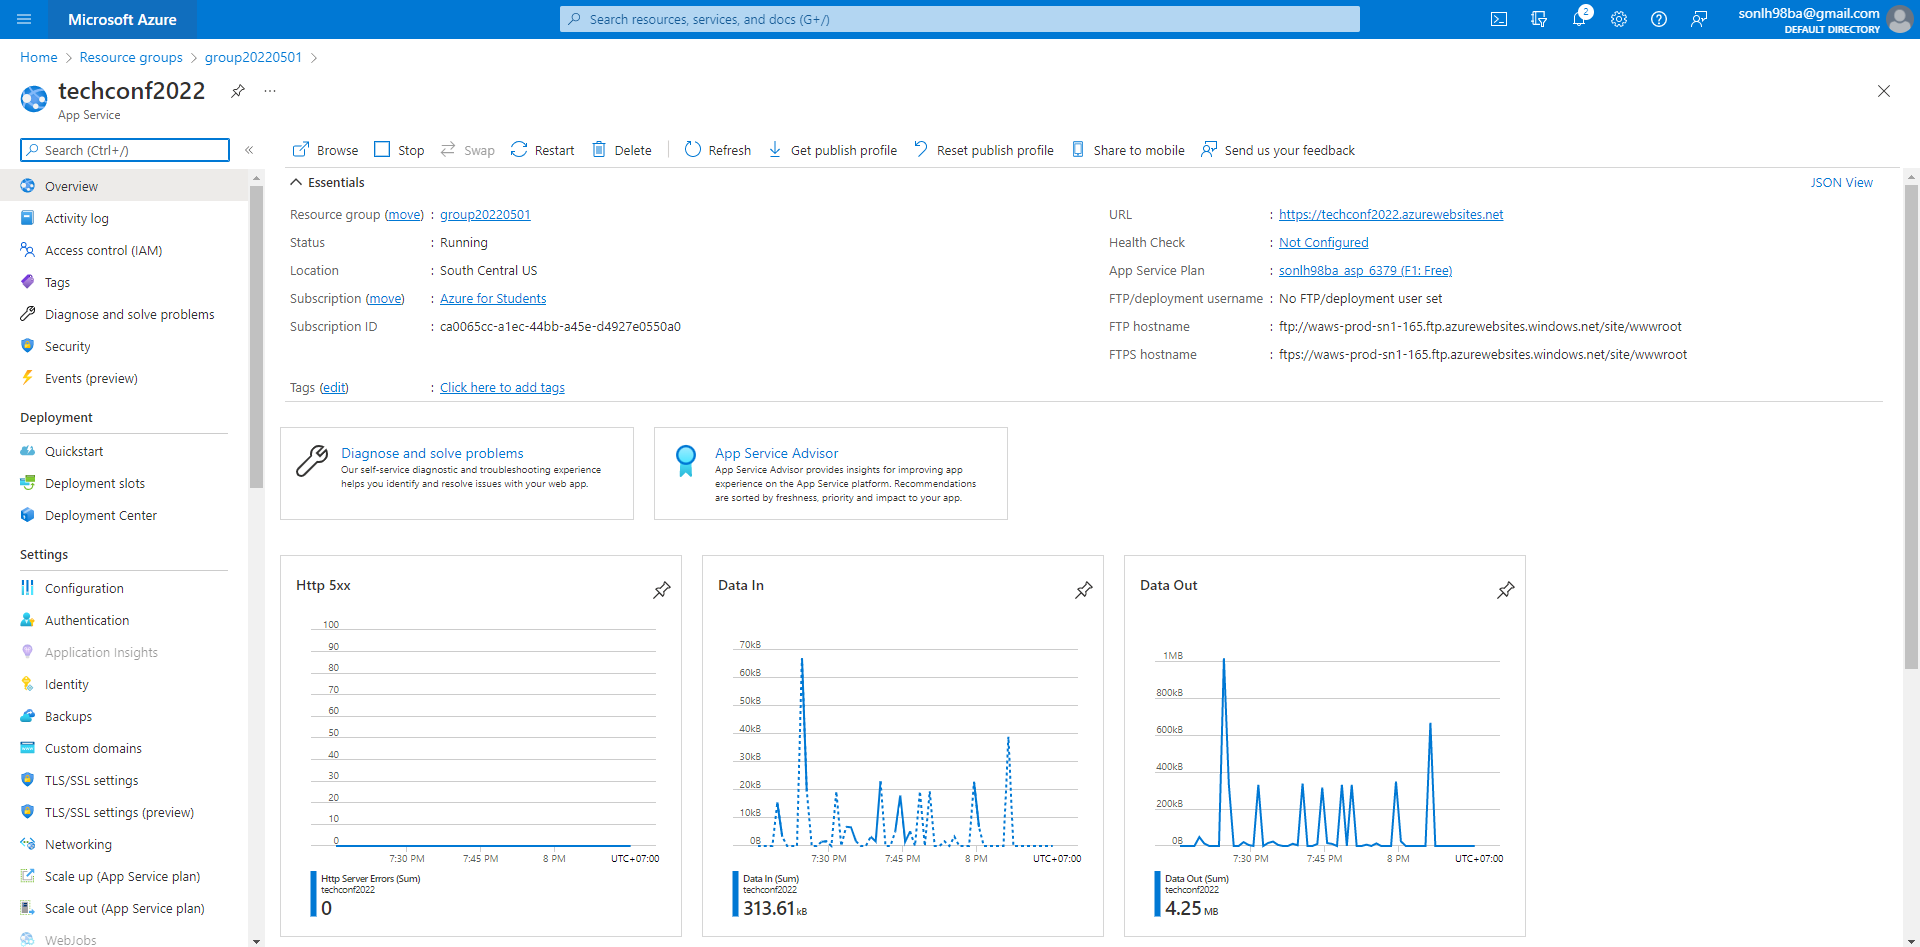 Microsoft Azure
Search resources, services, and docs (G+/)
2
sonlh98ba@gmail.com
DEFAULT DIRECTORY
Home > Resource groups > group20220501 >
techconf2022
App Service
Search (Ctrl+/)
Overview
Activity log
Access control (IAM)
Tags
Diagnose and solve problems
Security
Events (preview)
Deployment
Quickstart
Deployment slots
Deployment Center
Settings
Configuration
Authentication
Application Insights
Identity
Backups
Custom domains
TLS/SSL settings
TLS/SSL settings (preview)
Networking
Scale up (App Service plan)
Scale out (App Service plan)
WebJobs
Browse Stop Swap Restart Delete Refresh Get publish profile Reset publish profile Share to mobile Send us your feedback
Essentials
JSON View
Resource group (move) : group20220501
Status : Running
Location : South Central US
Subscription (move) : Azure for Students
Subscription ID : ca0065cc-a1ec-44bb-a45e-d4927e0550a0
URL : https://techconf2022.azurewebsites.net
Health Check : Not Configured
App Service Plan : sonlh98ba_asp_6379 (F1: Free)
FTP/deployment username : No FTP/deployment user set
FTP hostname : ftp://waws-prod-sn1-165.ftp.azurewebsites.windows.net/site/wwwroot
FTPS hostname : ftps://waws-prod-sn1-165.ftp.azurewebsites.windows.net/site/wwwroot
Tags (edit) : Click here to add tags
Diagnose and solve problems
Our self-service diagnostic and troubleshooting experience
helps you identify and resolve issues with your web app.
App Service Advisor
App Service Advisor provides insights for improving app
experience on the App Service platform. Recommendations
are sorted by freshness, priority and impact to your app.
Http 5xx
100
90
80
70
60
50
40
30
20
10
0
7:30 PM 7:45 PM 8 PM UTC+07:00
Http Server Errors (Sum)
techconf2022
0
Data In
70kB
60kB
50kB
40kB
30kB
20kB
10kB
0B
7:30 PM 7:45 PM 8 PM UTC+07:00
Data In (Sum)
techconf2022
313.61 kB
Data Out
1MB
800kB
600kB
400kB
200kB
0B
7:30 PM 7:45 PM 8 PM UTC+07:00
Data Out (Sum)
techconf2022
4.25 MB